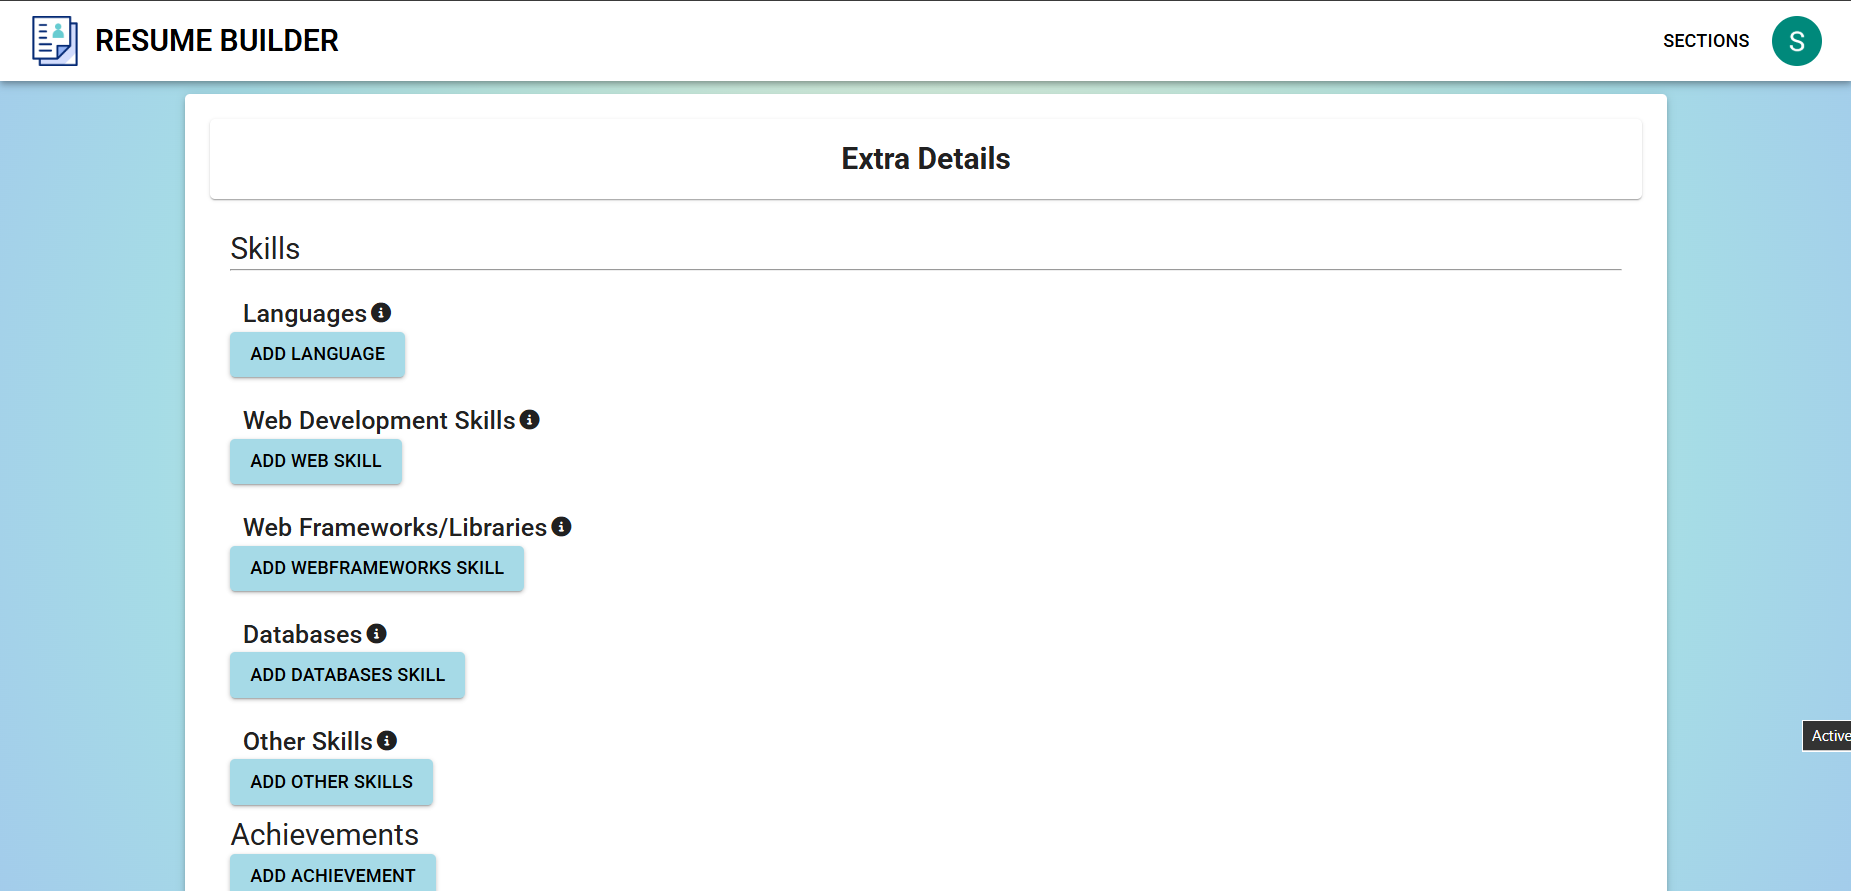 RESUME BUILDER
SECTIONS
S
Extra Details
Skills
Languages
ADD LANGUAGE
Web Development Skills
ADD WEB SKILL
Web Frameworks/Libraries
ADD WEBFRAMEWORKS SKILL
Databases
ADD DATABASES SKILL
Active
Other Skills
ADD OTHER SKILLS
Achievements
ADD ACHIEVEMENT